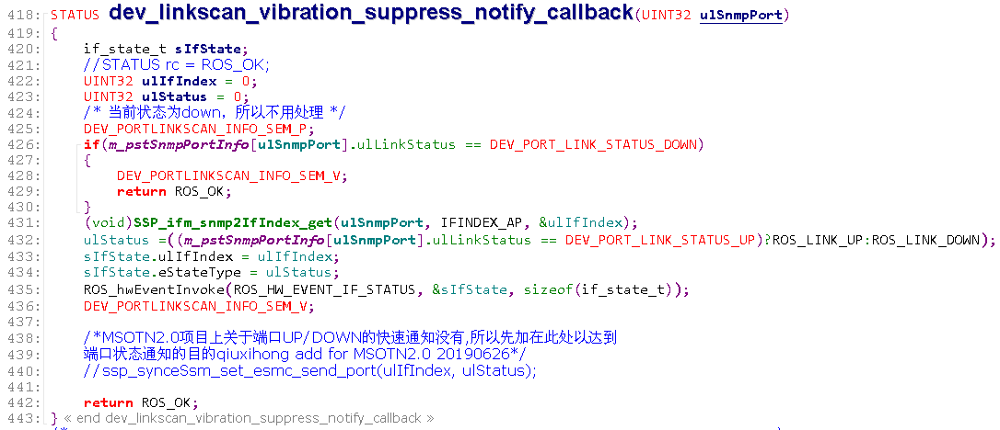 418: STATUS dev_linkscan_vibration_suppress_notify_callback(UINT32 ulSnmpPort)
419: {
420: if_state_t sIfState;
421: //STATUS rc = ROS_OK;
422: UINT32 ulIfIndex = 0;
423: UINT32 ulStatus = 0;
424: /* 当前状态为down，所以不用处理 */
425: DEV_PORTLINKSCAN_INFO_SEM_P;
426: if(m_pstSnmpPortInfo[ulSnmpPort].ulLinkStatus == DEV_PORT_LINK_STATUS_DOWN)
427: {
428: DEV_PORTLINKSCAN_INFO_SEM_V;
429: return ROS_OK;
430: }
431: (void)SSP_ifm_snmp2IfIndex_get(ulSnmpPort, IFINDEX_AP, &ulIfIndex);
432: ulStatus =((m_pstSnmpPortInfo[ulSnmpPort].ulLinkStatus == DEV_PORT_LINK_STATUS_UP)?ROS_LINK_UP:ROS_LINK_DOWN);
433: sIfState.ulIfIndex = ulIfIndex;
434: sIfState.eStateType = ulStatus;
435: ROS_hwEventInvoke(ROS_HW_EVENT_IF_STATUS, &sIfState, sizeof(if_state_t));
436: DEV_PORTLINKSCAN_INFO_SEM_V;
437:
438: /*MSOTN2.0项目上关于端口UP/DOWN的快速通知没有,所以先加在此处以达到
439: 端口状态通知的目的qiuxihong add for MSOTN2.0 20190626*/
440: //ssp_synceSsm_set_esmc_send_port(ulIfIndex, ulStatus);
441:
442: return ROS_OK;
443: } « end dev_linkscan_vibration_suppress_notify_callback »